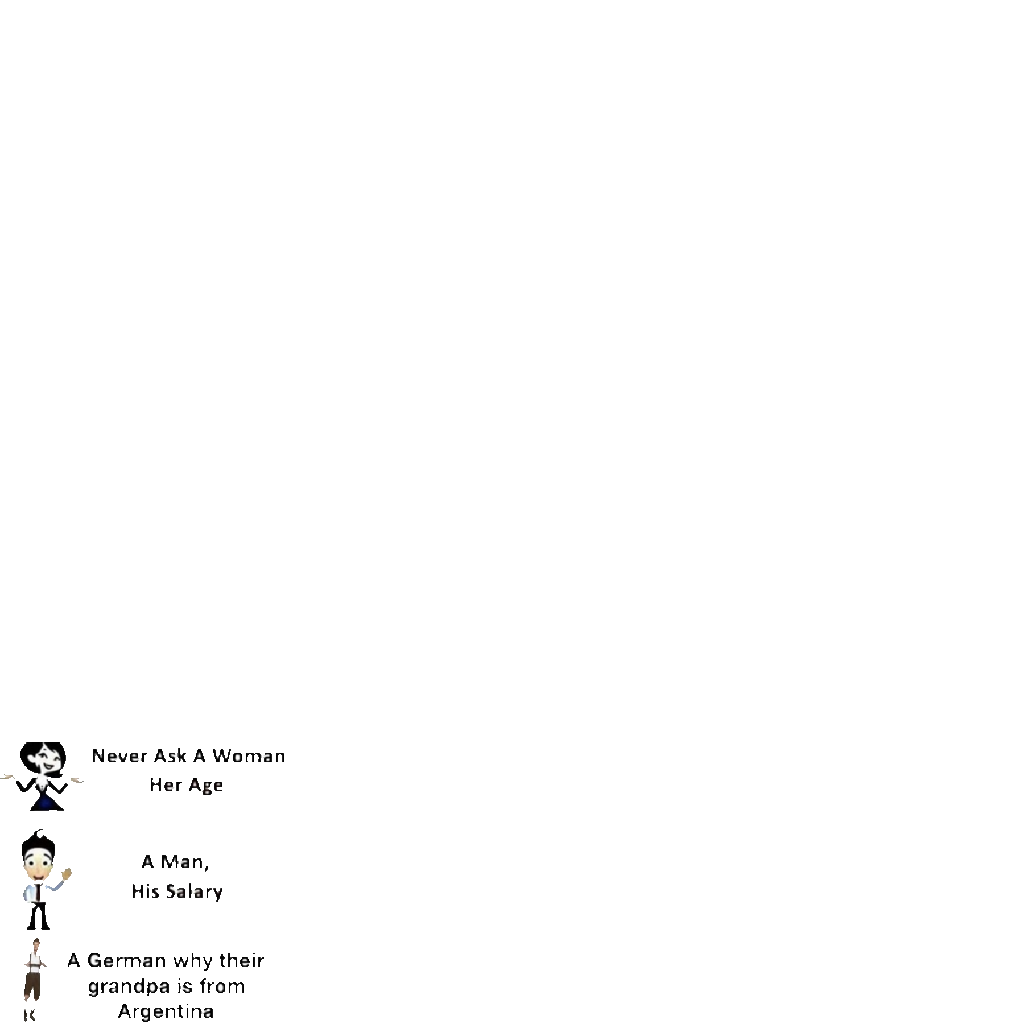 Never Ask A Woman
Her Age
A Man,
His Salary
A German why their
grandpa is from
Argentina